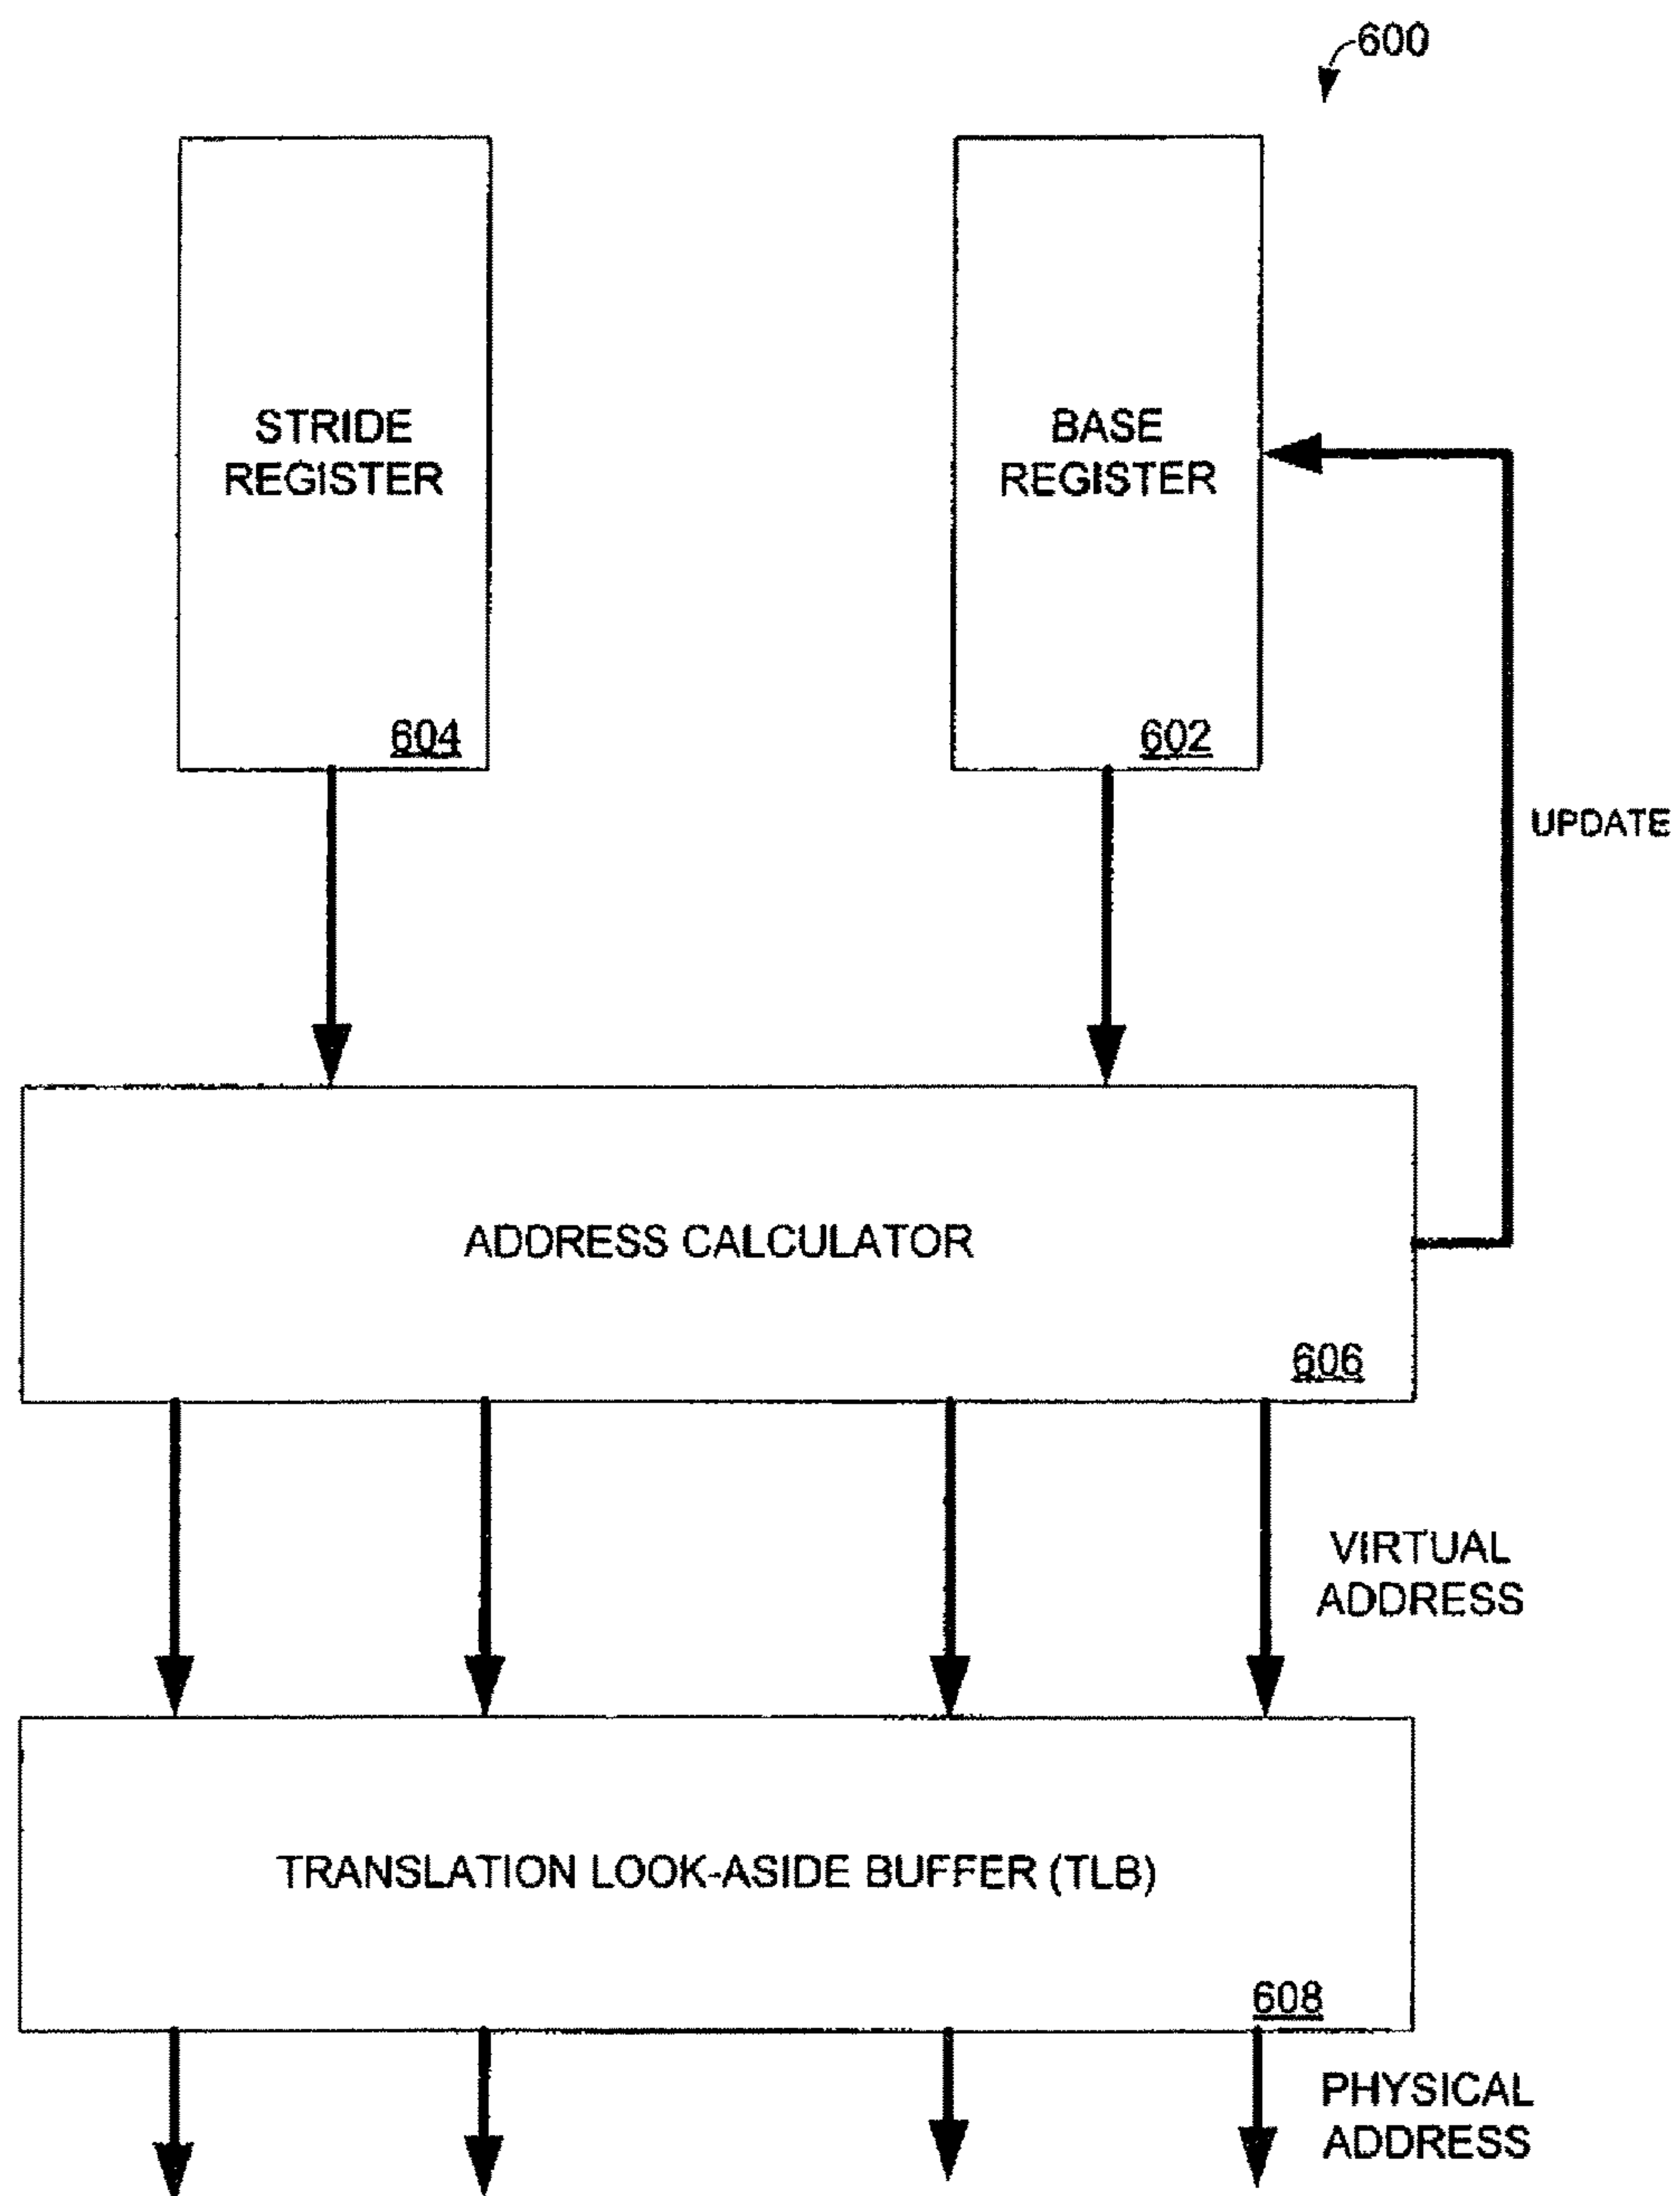 600
STRIDE
REGISTER
604
BASE
REGISTER
602
UPDATE
ADDRESS CALCULATOR
606
VIRTUAL
ADDRESS
TRANSLATION LOOK-ASIDE BUFFER (TLB)
608
PHYSICAL
ADDRESS